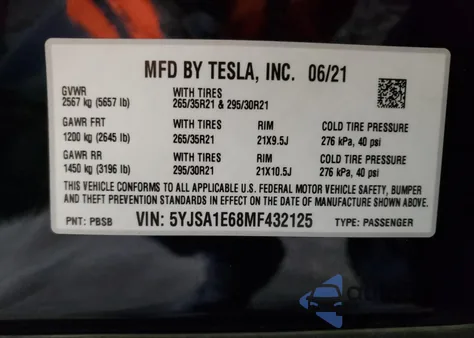 MFD BY TESLA, INC. 06/21
GVWR WITH TIRES
2567 kg (5657 lb) 265/35R21 & 295/30R21
GAWR FRT WITH TIRES RIM COLD TIRE PRESSURE
1200 kg (2645 lb) 265/35R21 21X9.5J 276 kPa, 40 psi
GAWR RR WITH TIRES RIM COLD TIRE PRESSURE
1450 kg (3196 lb) 295/30R21 21X10.5J 276 kPa, 40 psi
THIS VEHICLE CONFORMS TO ALL APPLICABLE U.S. FEDERAL MOTOR VEHICLE SAFETY, BUMPER
AND THEFT PREVENTION STANDARDS IN EFFECT ON THE DATE OF MANUFACTURE SHOWN ABOVE.
PNT: PBSB VIN: 5YJSA1E68MF432125 TYPE: PASSENGER